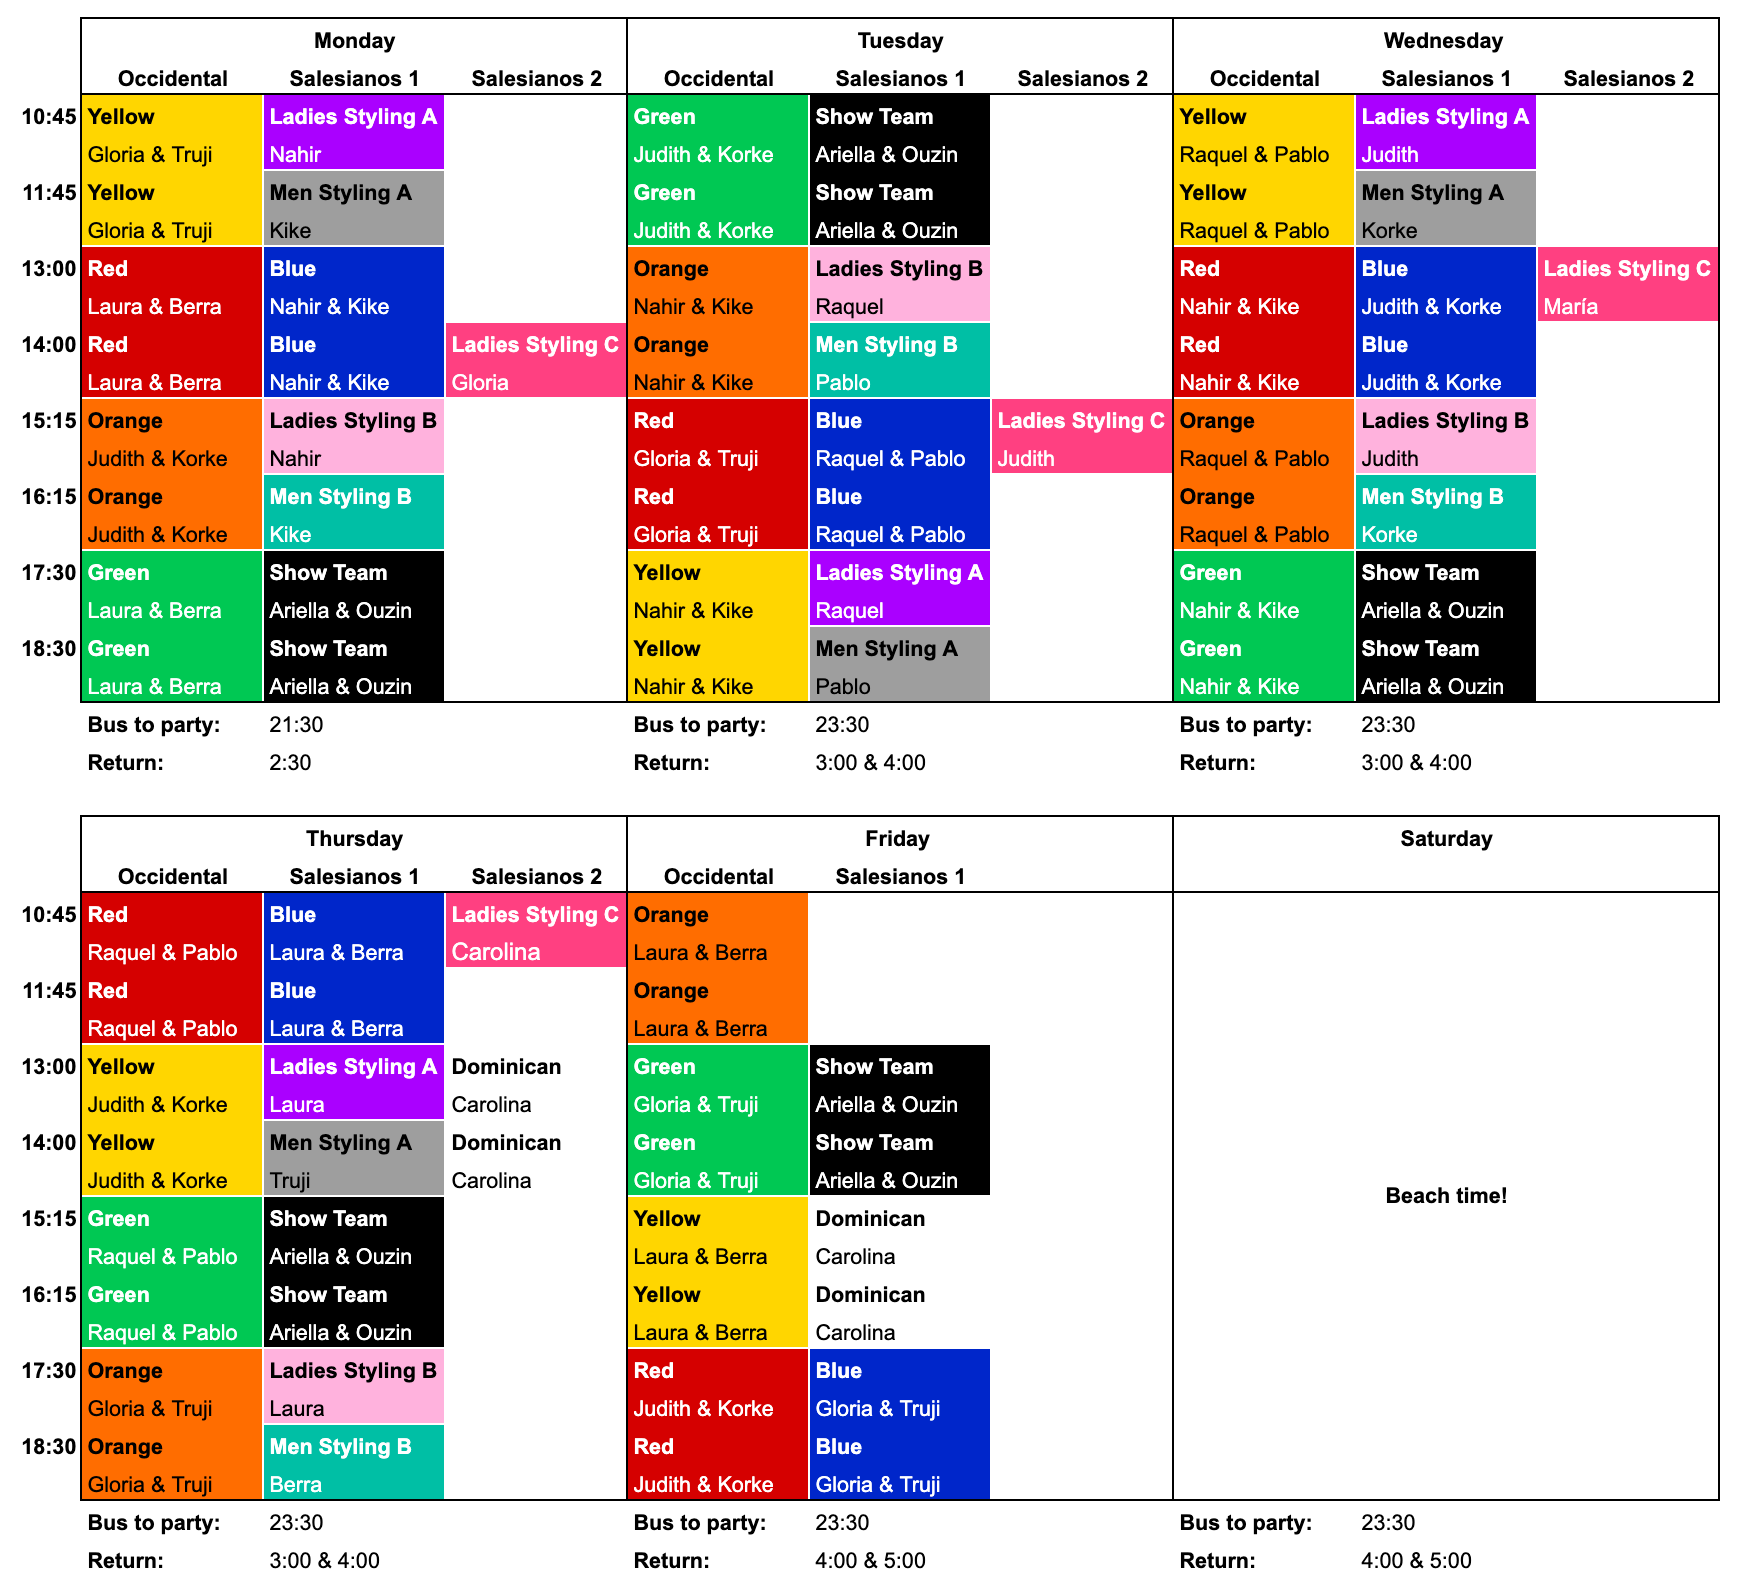 Monday Tuesday Wednesday
Occidental Salesianos 1 Salesianos 2 Occidental Salesianos 1 Salesianos 2 Occidental Salesianos 1 Salesianos 2
10:45 Yellow Ladies Styling A Green Show Team Yellow Ladies Styling A
Gloria & Truji Nahir Judith & Korke Ariella & Ouzin Raquel & Pablo Judith
11:45 Yellow Men Styling A Green Show Team Yellow Men Styling A
Gloria & Truji Kike Judith & Korke Ariella & Ouzin Raquel & Pablo Korke
13:00 Red Blue Orange Ladies Styling B Red Blue Ladies Styling C
Laura & Berra Nahir & Kike Nahir & Kike Raquel Nahir & Kike Judith & Korke María
14:00 Red Blue Ladies Styling C Orange Men Styling B Red Blue
Laura & Berra Nahir & Kike Gloria Nahir & Kike Pablo Nahir & Kike Judith & Korke
15:15 Orange Ladies Styling B Red Blue Ladies Styling C Orange Ladies Styling B
Judith & Korke Nahir Gloria & Truji Raquel & Pablo Judith Raquel & Pablo Judith
16:15 Orange Men Styling B Red Blue Orange Men Styling B
Judith & Korke Kike Gloria & Truji Raquel & Pablo Raquel & Pablo Korke
17:30 Green Show Team Yellow Ladies Styling A Green Show Team
Laura & Berra Ariella & Ouzin Nahir & Kike Raquel Nahir & Kike Ariella & Ouzin
18:30 Green Show Team Yellow Men Styling A Green Show Team
Laura & Berra Ariella & Ouzin Nahir & Kike Pablo Nahir & Kike Ariella & Ouzin
Bus to party: 21:30 Bus to party: 23:30 Bus to party: 23:30
Return: 2:30 Return: 3:00 & 4:00 Return: 3:00 & 4:00
Thursday Friday Saturday
Occidental Salesianos 1 Salesianos 2 Occidental Salesianos 1
10:45 Red Blue Ladies Styling C Orange
Raquel & Pablo Laura & Berra Carolina Laura & Berra
11:45 Red Blue Orange
Raquel & Pablo Laura & Berra Laura & Berra
13:00 Yellow Ladies Styling A Dominican Green Show Team
Judith & Korke Laura Carolina Gloria & Truji Ariella & Ouzin
14:00 Yellow Men Styling A Dominican Green Show Team
Judith & Korke Truji Carolina Gloria & Truji Ariella & Ouzin
Beach time!
15:15 Green Show Team Yellow Dominican
Raquel & Pablo Ariella & Ouzin Laura & Berra Carolina
16:15 Green Show Team Yellow Dominican
Raquel & Pablo Ariella & Ouzin Laura & Berra Carolina
17:30 Orange Ladies Styling B Red Blue
Gloria & Truji Laura Judith & Korke Gloria & Truji
18:30 Orange Men Styling B Red Blue
Gloria & Truji Berra Judith & Korke Gloria & Truji
Bus to party: 23:30 Bus to party: 23:30 Bus to party: 23:30
Return: 3:00 & 4:00 Return: 4:00 & 5:00 Return: 4:00 & 5:00